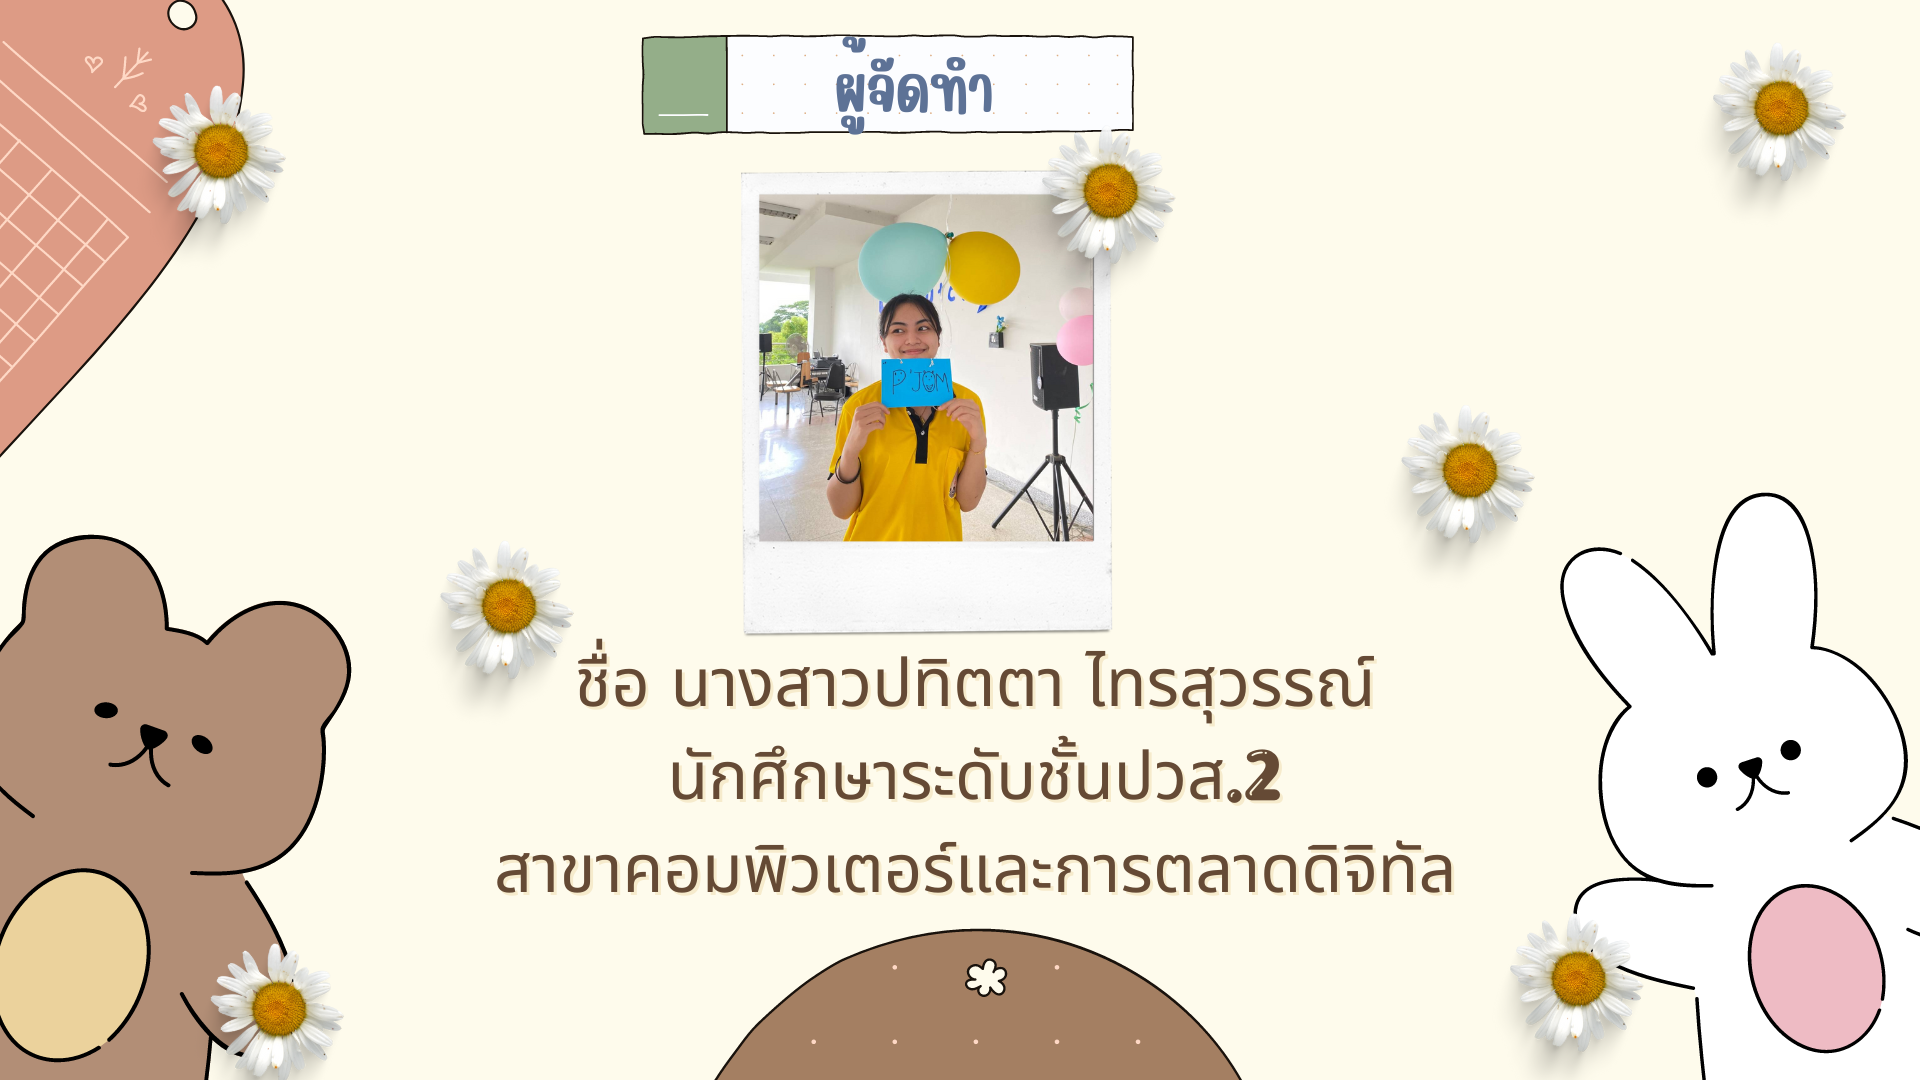 ผู้จัดทำ
P'JOM
ชื่อ นางสาวปทิตตา ไทรสุวรรณ์
นักศึกษาระดับชั้นปวส.2
สาขาคอมพิวเตอร์และการตลาดดิจิทัล